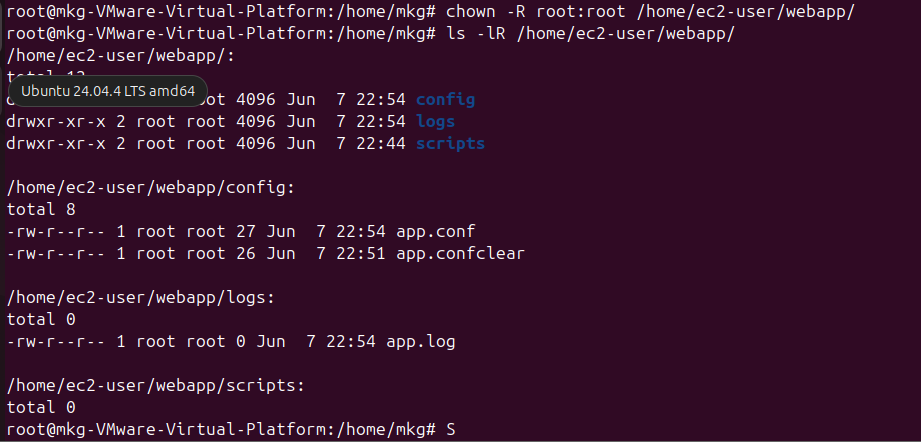 root@mkg-VMware-Virtual-Platform:/home/mkg# chown -R root:root /home/ec2-user/webapp/
root@mkg-VMware-Virtual-Platform:/home/mkg# ls -lR /home/ec2-user/webapp/
/home/ec2-user/webapp/:
total 12
Ubuntu 24.04.4 LTS amd64
root 4096 Jun  7 22:54 config
drwxr-xr-x 2 root root 4096 Jun  7 22:54 logs
drwxr-xr-x 2 root root 4096 Jun  7 22:44 scripts

/home/ec2-user/webapp/config:
total 8
-rw-r--r-- 1 root root 27 Jun  7 22:54 app.conf
-rw-r--r-- 1 root root 26 Jun  7 22:51 app.confclear

/home/ec2-user/webapp/logs:
total 0
-rw-r--r-- 1 root root 0 Jun  7 22:54 app.log

/home/ec2-user/webapp/scripts:
total 0
root@mkg-VMware-Virtual-Platform:/home/mkg# S